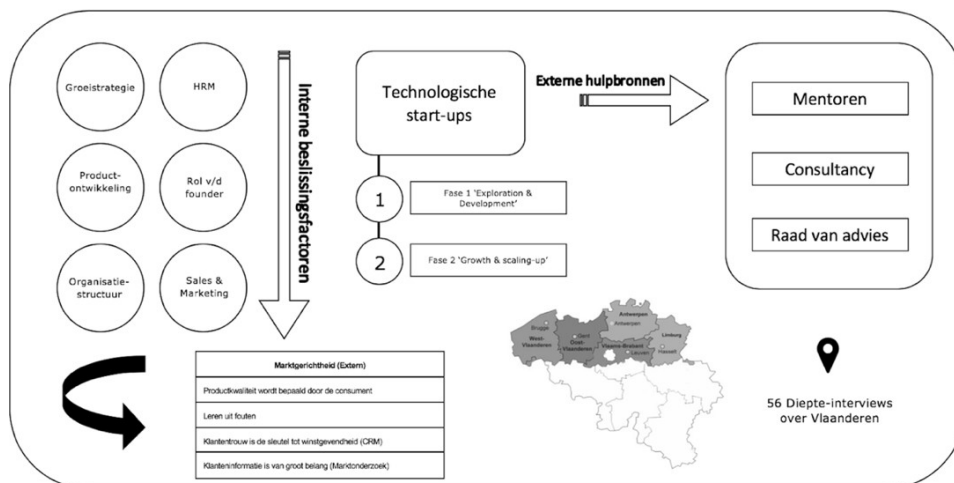 Groeistrategie
HRM
Product-
ontwikkeling
Rol v/d
founder
Organisatie-
structuur
Sales &
Marketing
Interne beslissingsfactoren
Technologische
start-ups
1
Fase 1 ‘Exploration &
Development’
2
Fase 2 ‘Growth & scaling-up’
Externe hulpbronnen
Mentoren
Consultancy
Raad van advies
Marktgerichtheid (Extern)
Productkwaliteit wordt bepaald door de consument
Leren uit fouten
Klantentrouw is de sleutel tot winstgevendheid (CRM)
Klanteninformatie is van groot belang (Marktonderzoek)
Brugge
West-
Vlaanderen
Gent
Oost-
Vlaanderen
Antwerpen
Antwerpen
Vlaams-Brabant
Leuven
Limburg
Hasselt
56 Diepte-interviews
over Vlaanderen